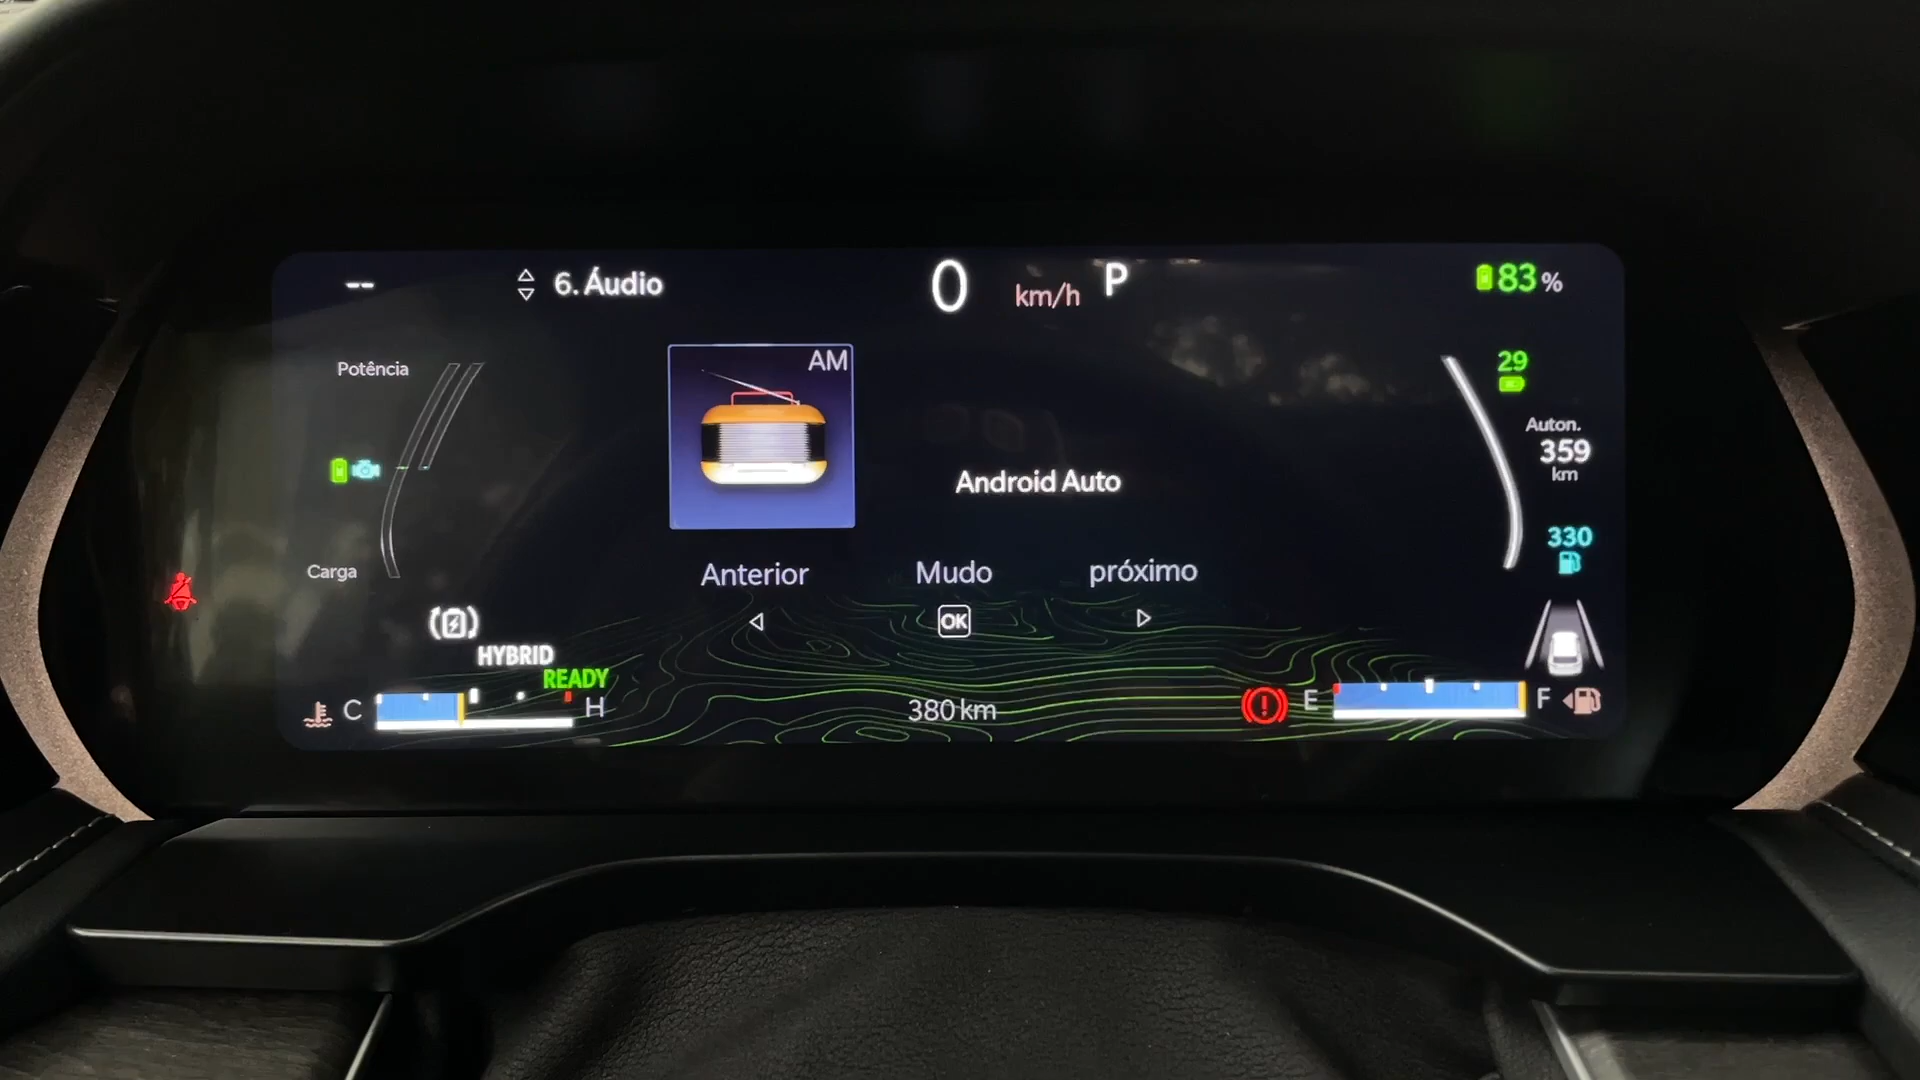 --
6. Áudio
0 km/h P
83 %
Potência
AM
29
Auton.
359
km
Android Auto
330
Carga
Anterior
Mudo
próximo
OK
HYBRID
READY
C
H
380 km
E
F